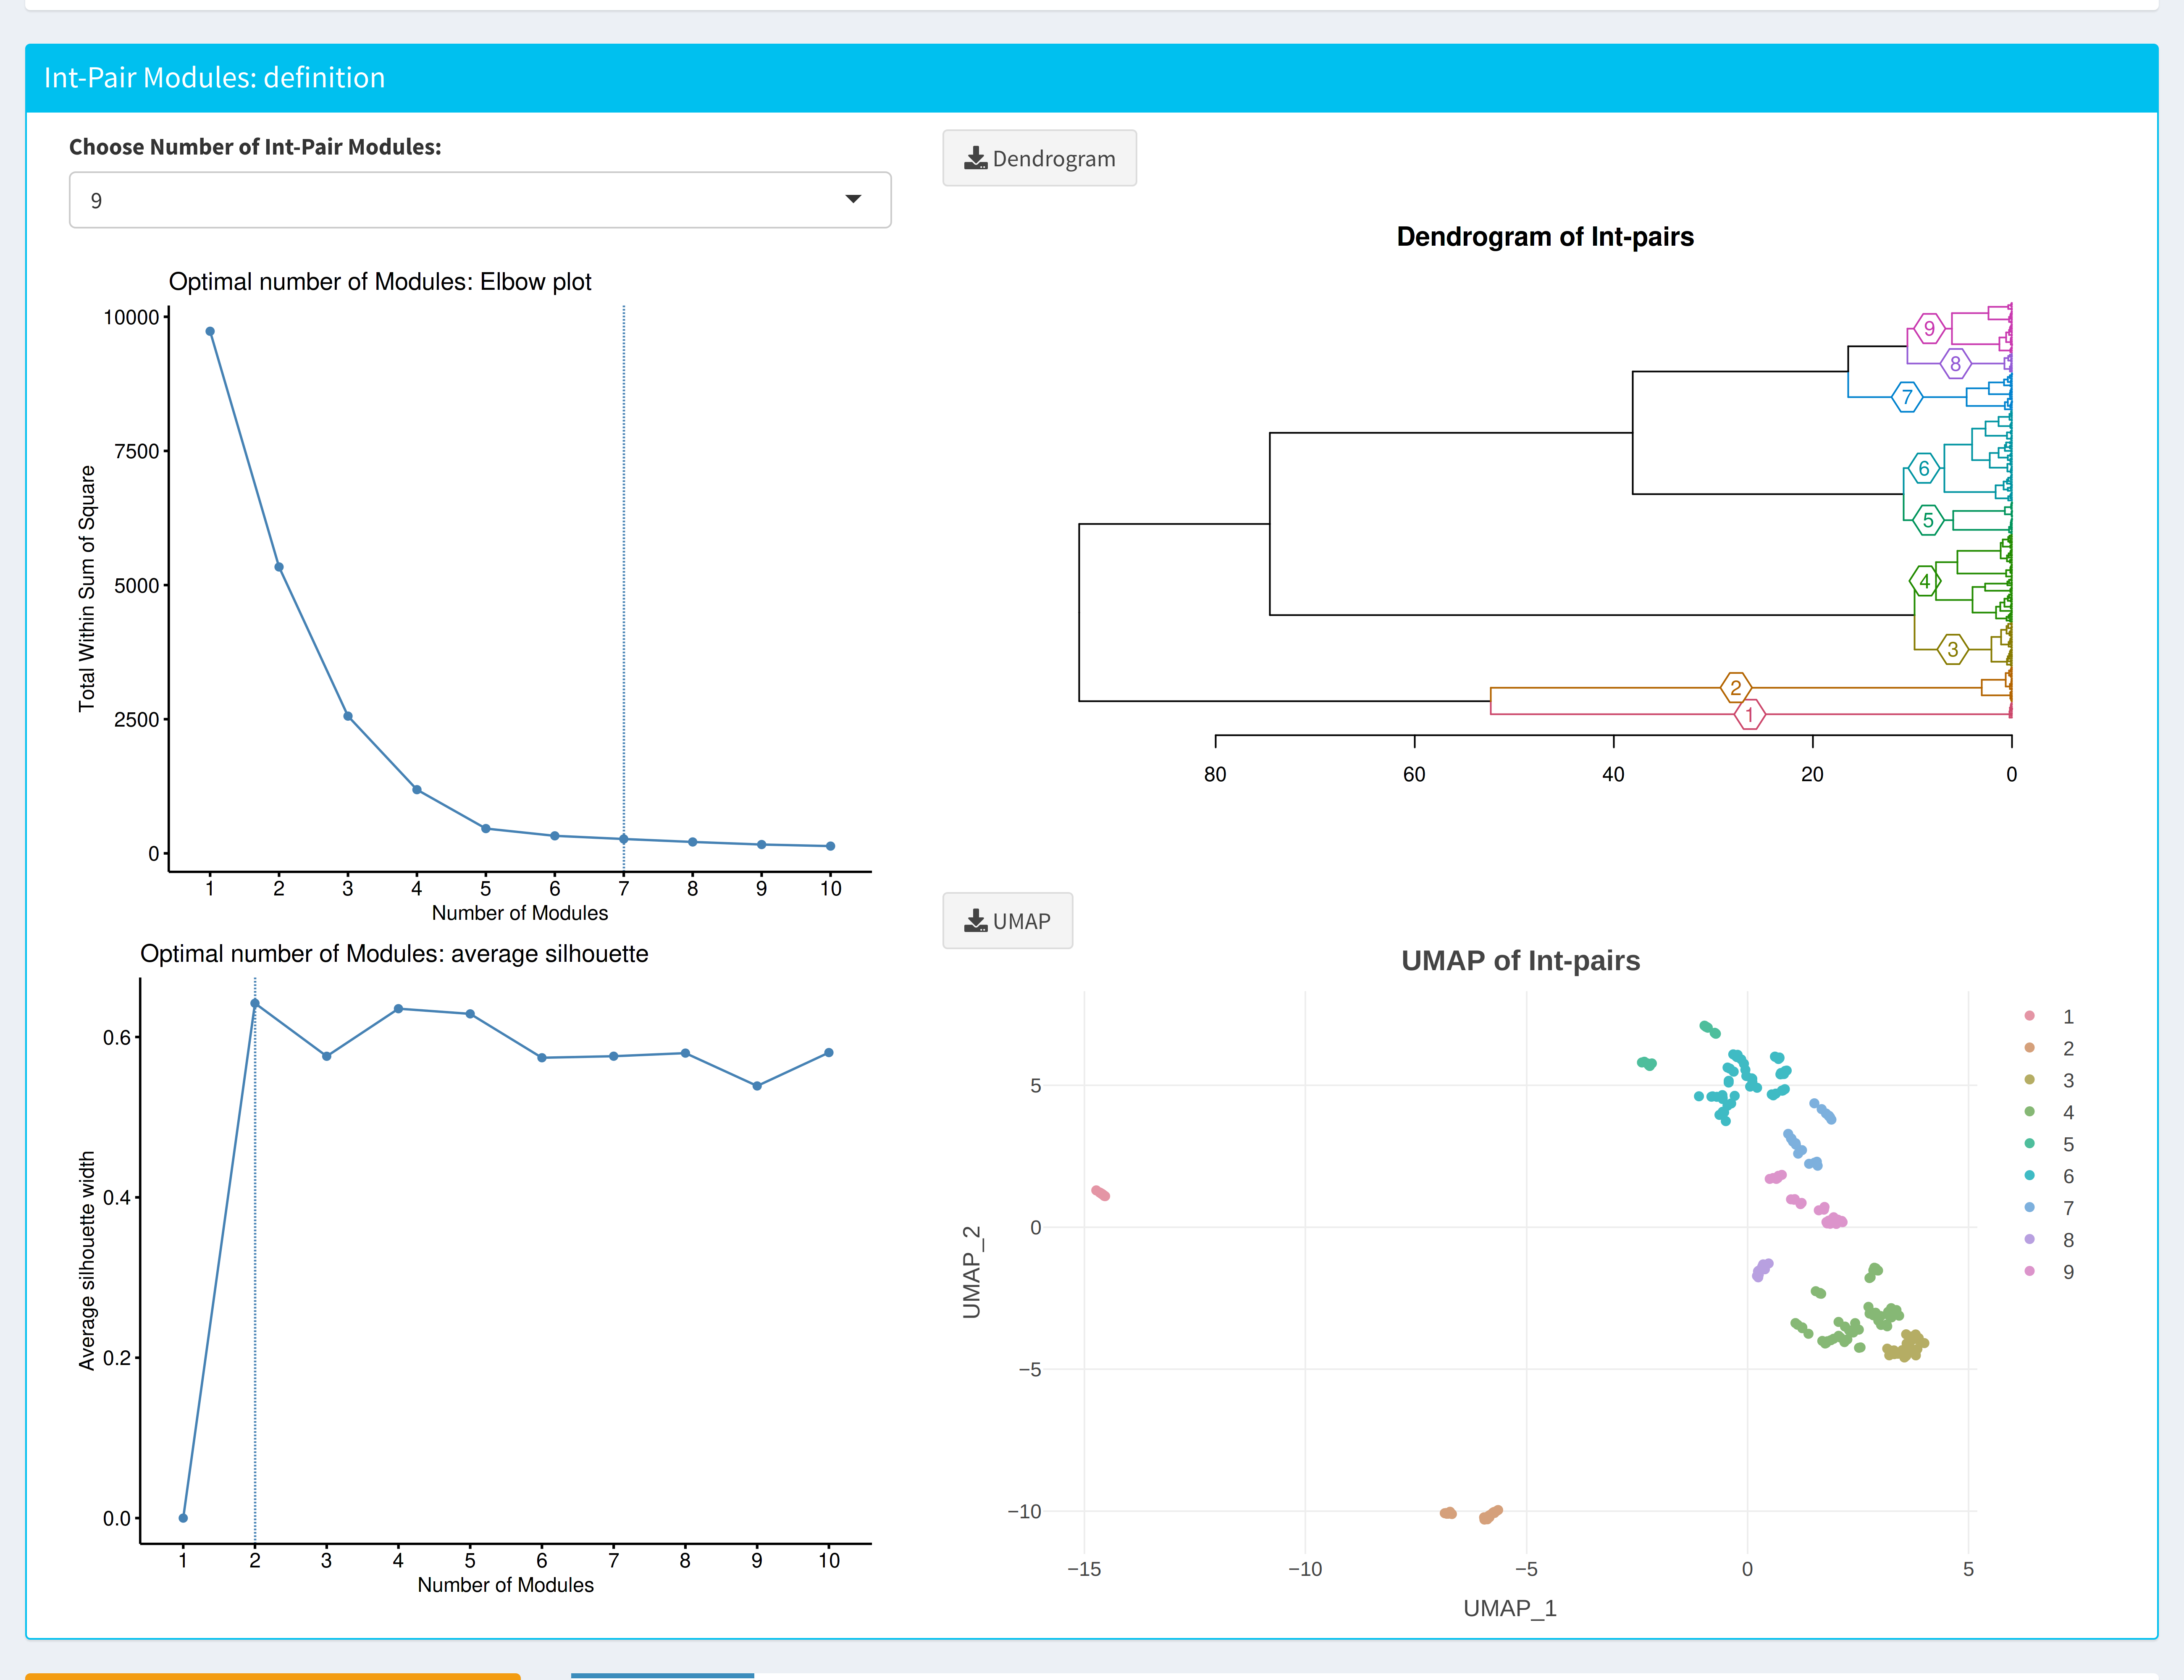 Int-Pair Modules: definition
Choose Number of Int-Pair Modules:
9
Optimal number of Modules: Elbow plot
Total Within Sum of Square
10000
7500
5000
2500
0
1 2 3 4 5 6 7 8 9 10
Number of Modules
Optimal number of Modules: average silhouette
Average silhouette width
0.6
0.4
0.2
0.0
1 2 3 4 5 6 7 8 9 10
Number of Modules
Dendrogram
Dendrogram of Int-pairs
9
8
7
6
5
4
3
2
1
80 60 40 20 0
UMAP
UMAP of Int-pairs
UMAP_2
5
0
−5
−10
−15 −10 −5 0 5
UMAP_1
1
2
3
4
5
6
7
8
9